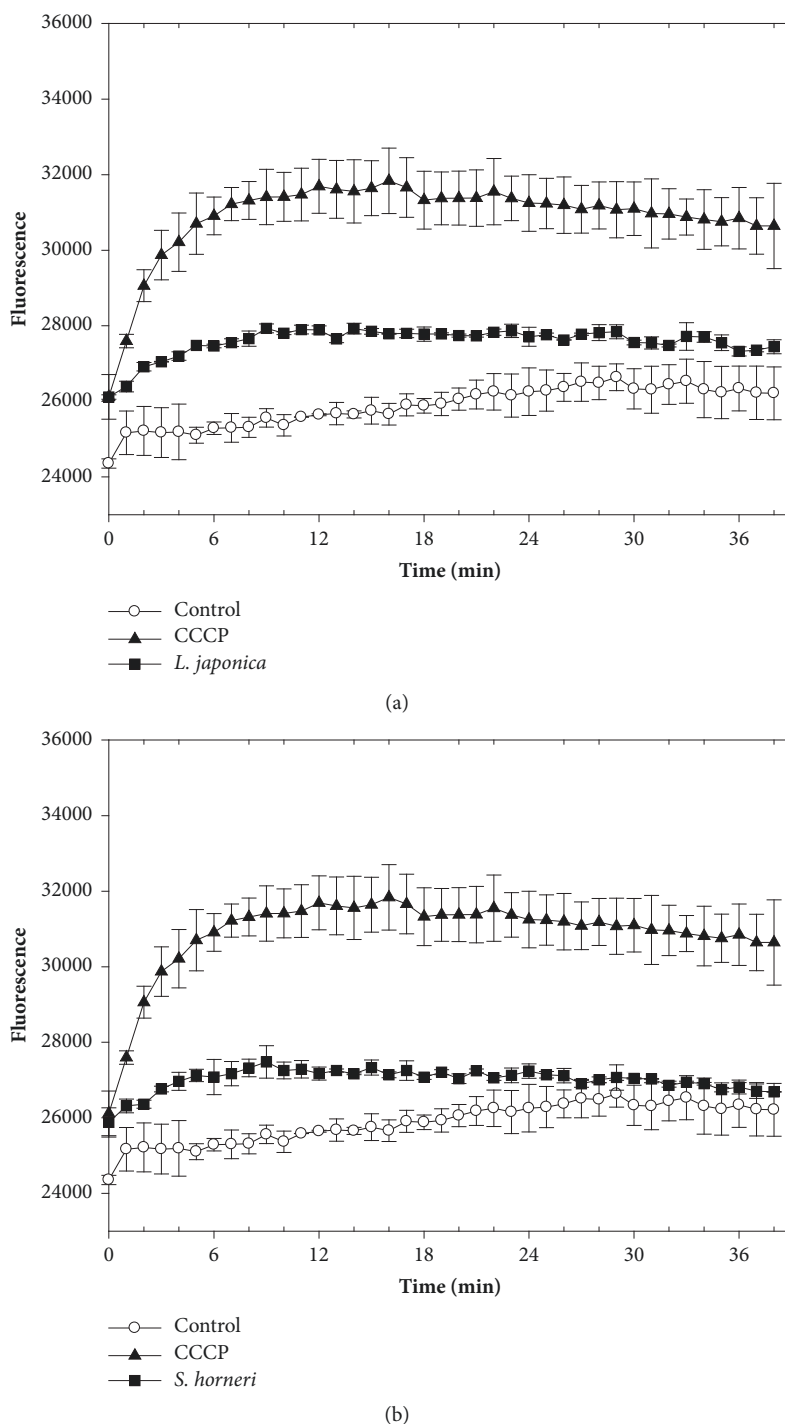 36000
34000
32000
30000
28000
26000
24000
Fluorescence
0 6 12 18 24 30 36
Time (min)
Control
CCCP
L. japonica
(a)
36000
34000
32000
30000
28000
26000
24000
Fluorescence
0 6 12 18 24 30 36
Time (min)
Control
CCCP
S. horneri
(b)